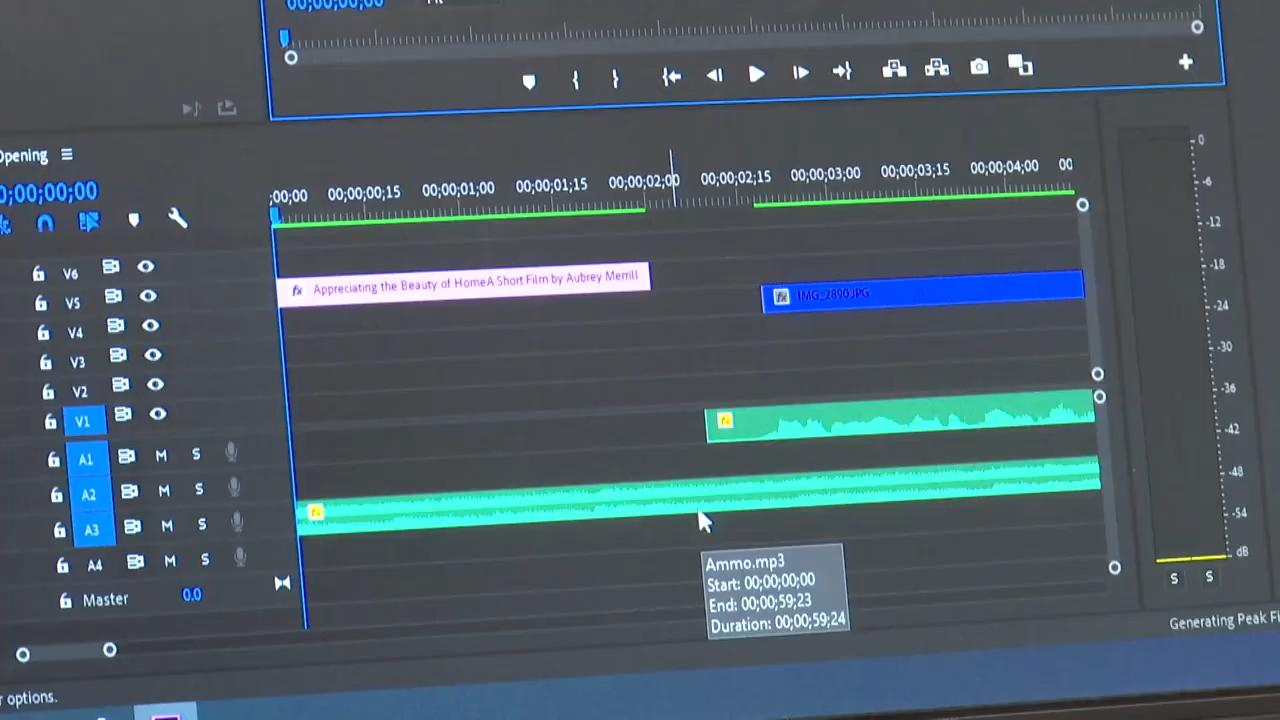 00;00;00;00
Opening
0;00;00;00
;00;00 00;00;00;15 00;00;01;00 00;00;01;15 00;00;02;00 00;00;02;15 00;00;03;00 00;00;03;15 00;00;04;00 00
V6
V5
V4
V3
V2
V1
fx Appreciating the Beauty of HomeA Short Film by Aubrey Merrill
fx IMG_2890.JPG
fx
A1 M S
A2 M S
A3 M S
A4 M S
fx
Master 0.0
Ammo.mp3
Start: 00;00;00;00
End: 00;00;59;23
Duration: 00;00;59;24
0
-6
-12
-18
-24
-30
-36
-42
-48
-54
dB
S S
Generating Peak Fi
r options.